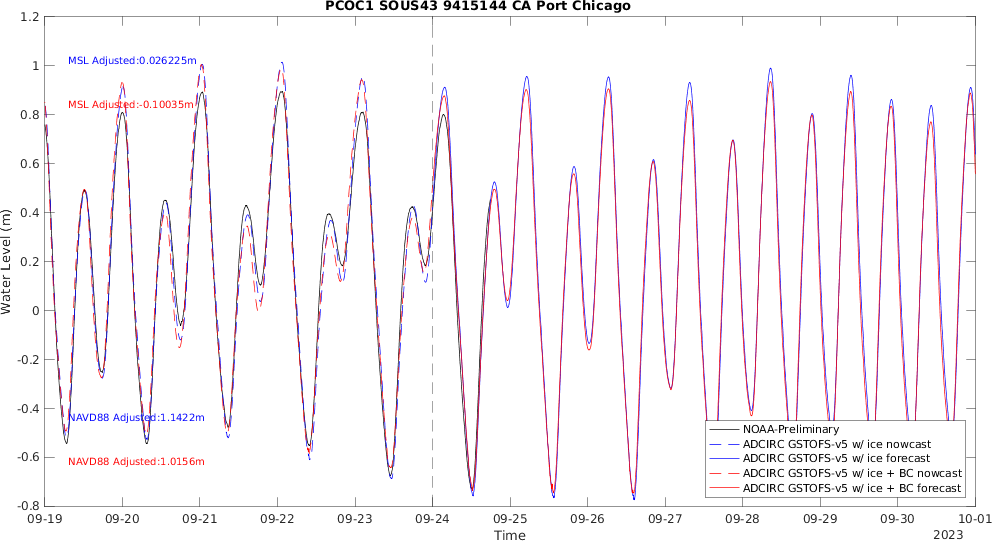 PCOC1 SOUS43 9415144 CA Port Chicago
1.2
1
0.8
0.6
0.4
0.2
0
-0.2
-0.4
-0.6
-0.8
Water Level (m)
MSL Adjusted:0.026225m
MSL Adjusted:-0.10035m
NAVD88 Adjusted:1.1422m
NAVD88 Adjusted:1.0156m
NOAA-Preliminary
ADCIRC GSTOFS-v5 w/ ice nowcast
ADCIRC GSTOFS-v5 w/ ice forecast
ADCIRC GSTOFS-v5 w/ ice + BC nowcast
ADCIRC GSTOFS-v5 w/ ice + BC forecast
09-19 09-20 09-21 09-22 09-23 09-24 09-25 09-26 09-27 09-28 09-29 09-30 10-01
Time
2023